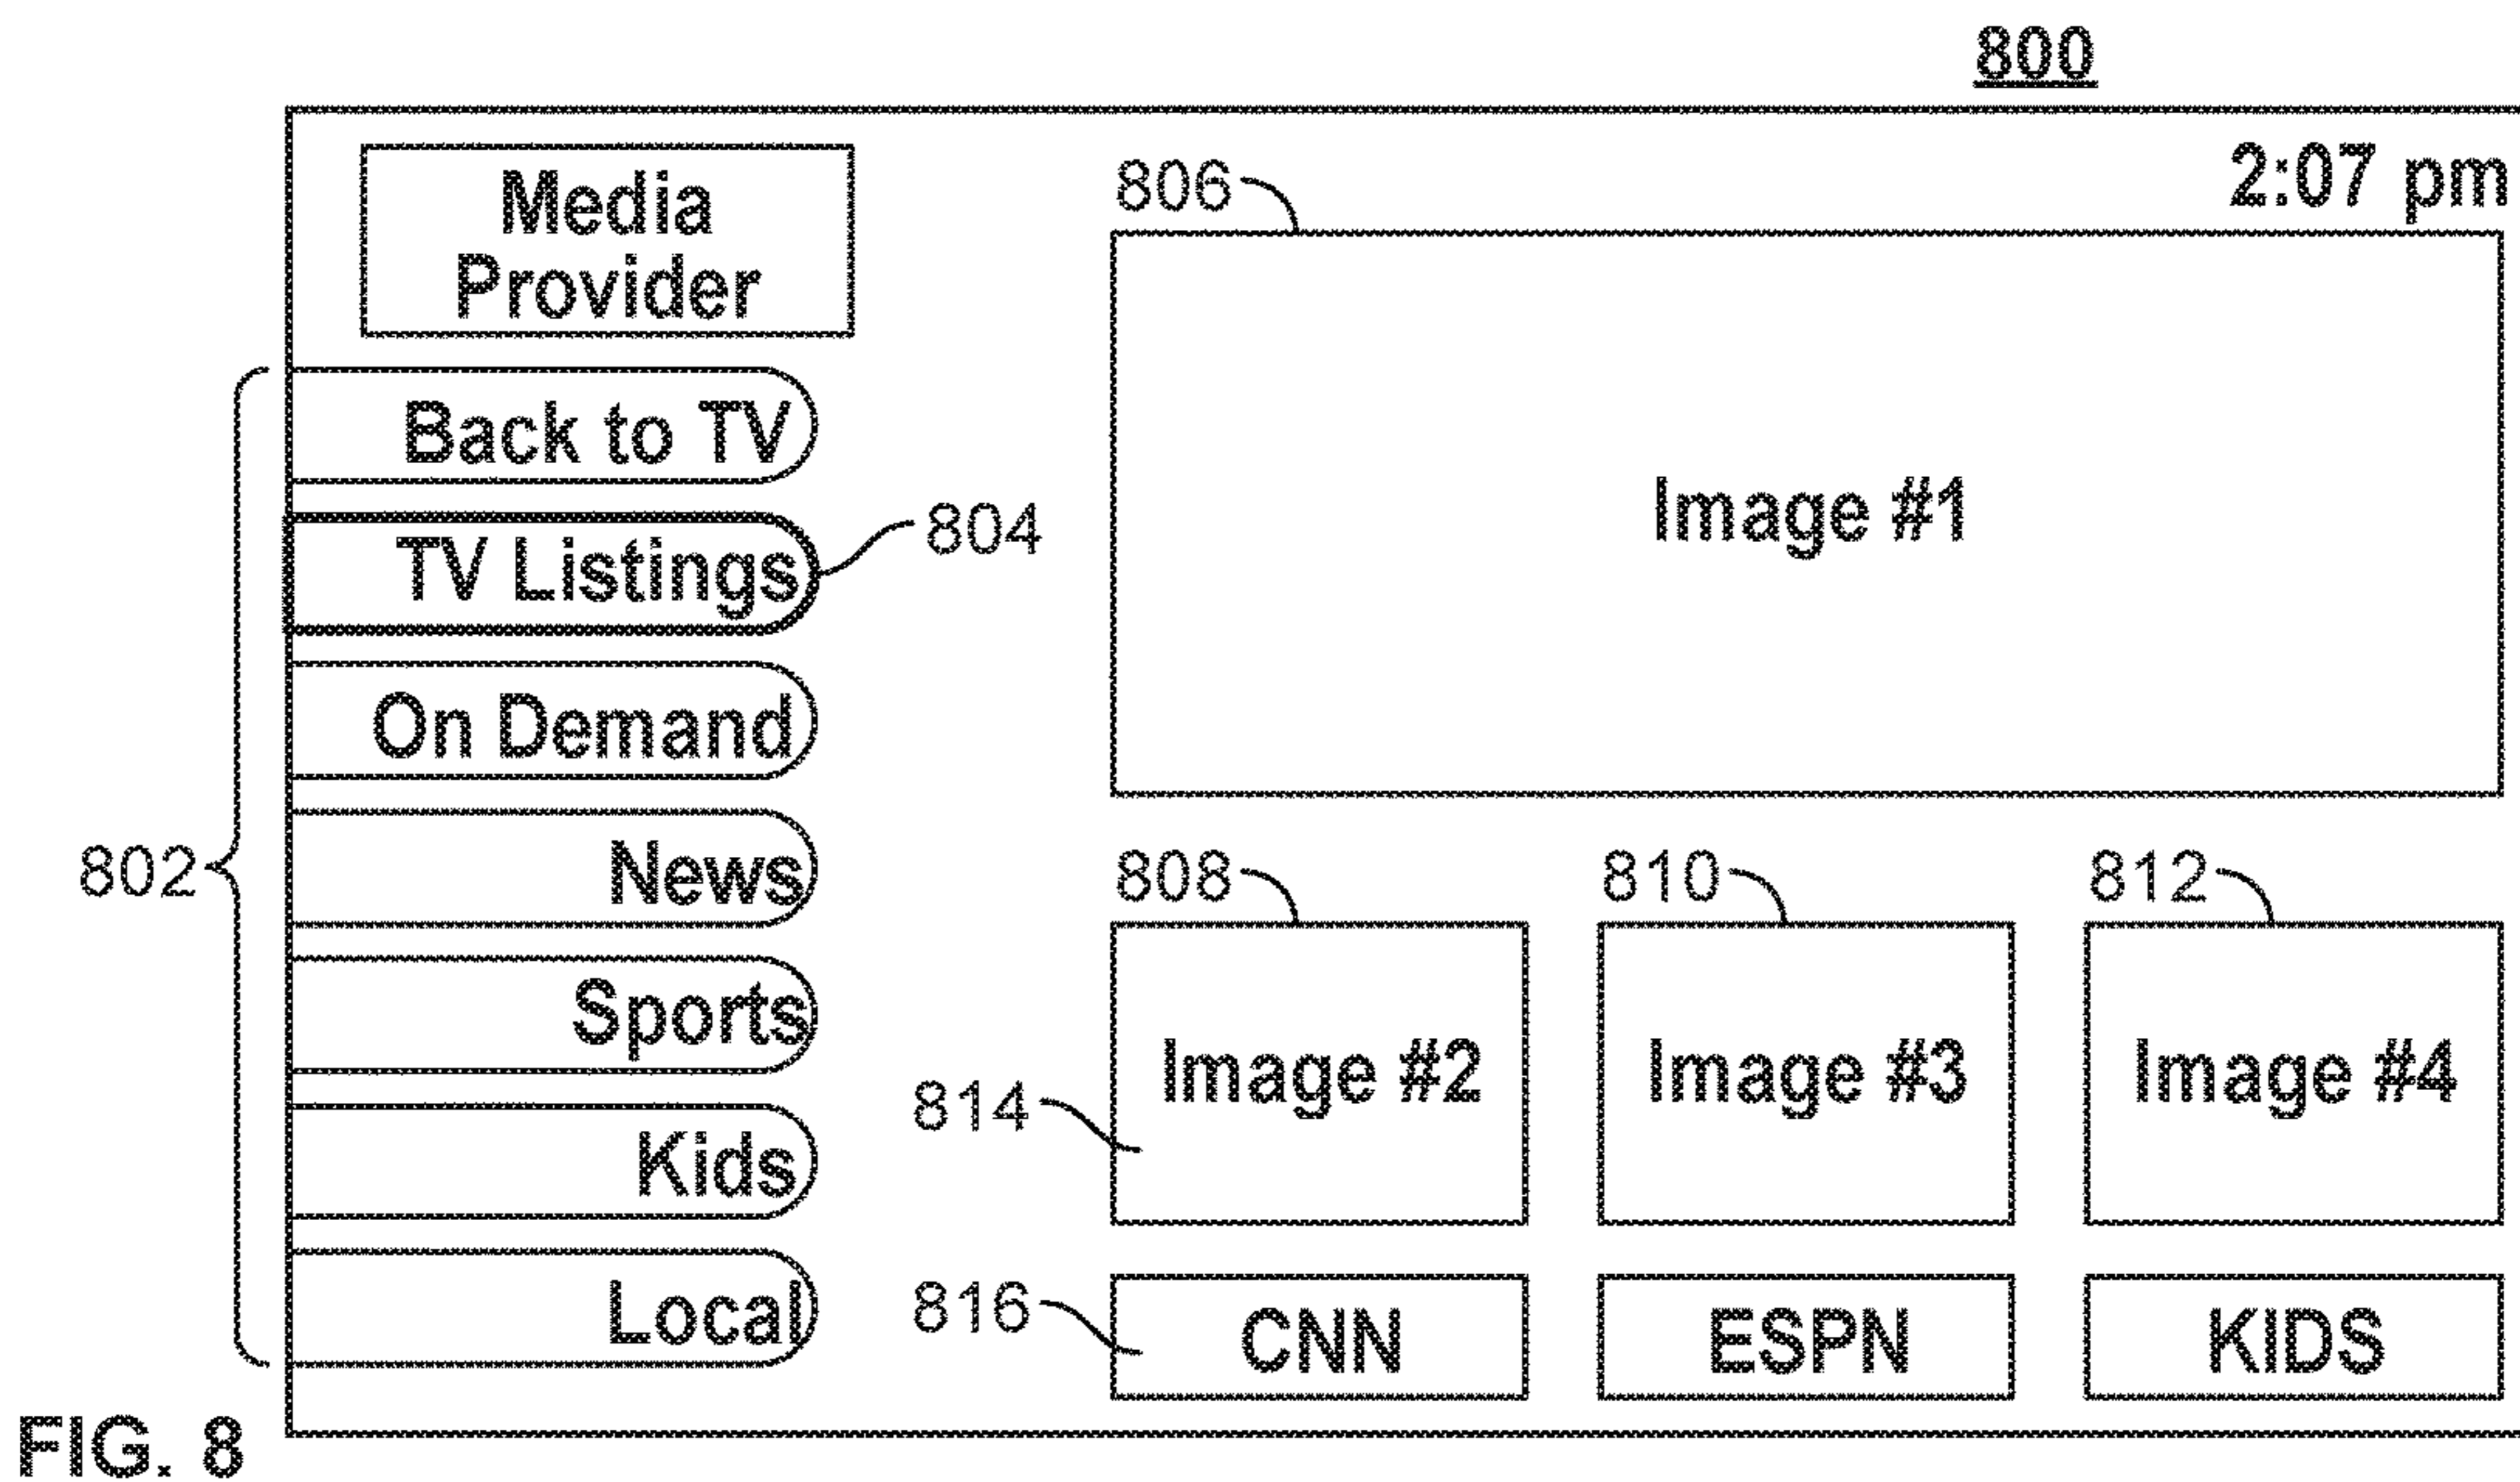 800
Media
Provider
2:07 pm
806
Back to TV
TV Listings
804
Image #1
On Demand
802
News
808
810
812
Sports
Image #2
Image #3
Image #4
814
Kids
Local
816
CNN
ESPN
KIDS
FIG. 8